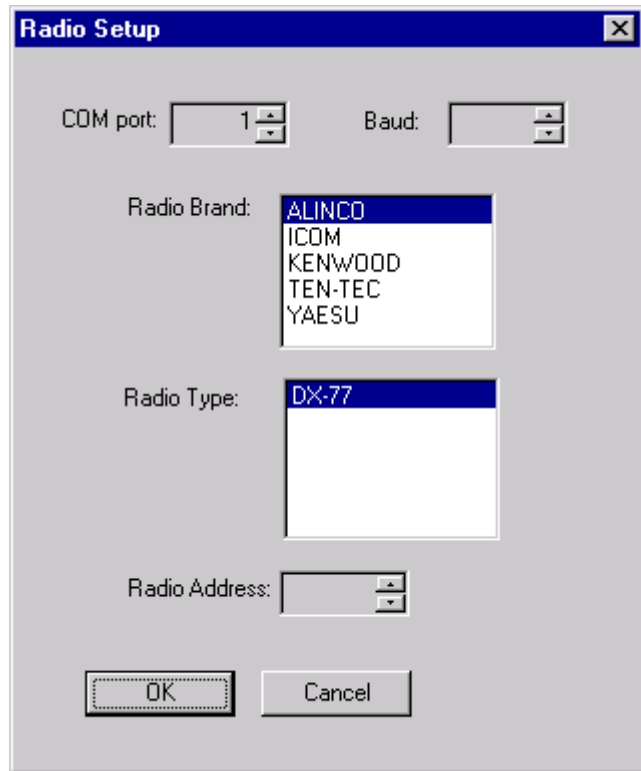 Radio Setup
COM port: 1 Baud:
Radio Brand: ALINCO
ICOM
KENWOOD
TEN-TEC
YAESU
Radio Type: DX-77
Radio Address:
OK Cancel